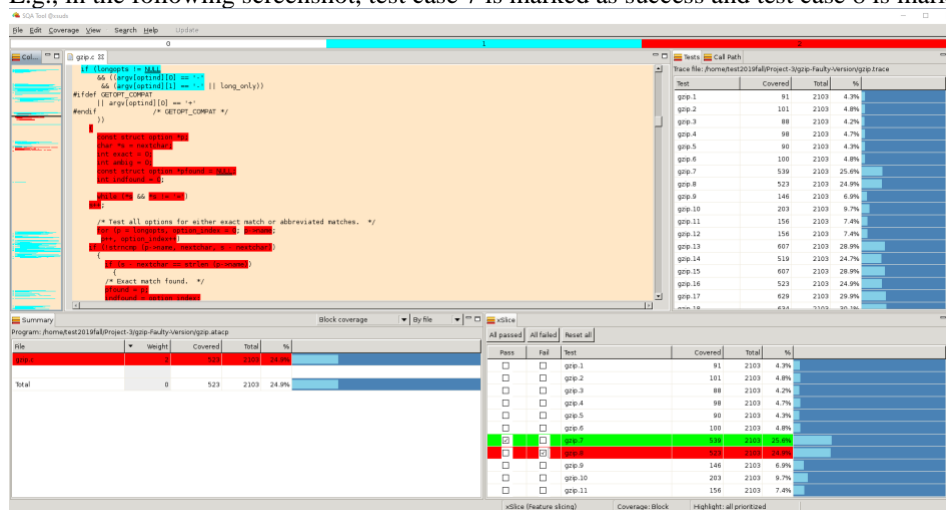 E.g., in the following screenshot, test case 7 is marked as success and test case 8 is mar
SQA Tool @suds
File Edit Coverage View Search Help Update
0 1 2
Col... gzip.c
if (longopts != NULL
&& ((argv[optind][0] == '-'
&& (argv[optind][1] == '-' || long_only))
#ifdef GETOPT_COMPAT
|| argv[optind][0] == '+'
#endif /* GETOPT_COMPAT */
))
{
const struct option *p;
char *s = nextchar;
int exact = 0;
int ambig = 0;
const struct option *pfound = NULL;
int indfound = 0;
while (*s && *s != '=')
s++;
/* Test all options for either exact match or abbreviated matches. */
for (p = longopts, option_index = 0; p->name;
p++, option_index++)
if (!strncmp (p->name, nextchar, s - nextchar))
{
if (s - nextchar == strlen (p->name))
{
/* Exact match found. */
pfound = p;
indfound = option_index;
Tests Call Path
Trace file: /home/test2019fall/Project-3/gzip-Faulty-Version/gzip.trace
Test Covered Total %
gzip.1 91 2103 4.3%
gzip.2 101 2103 4.8%
gzip.3 88 2103 4.2%
gzip.4 98 2103 4.7%
gzip.5 90 2103 4.3%
gzip.6 100 2103 4.8%
gzip.7 539 2103 25.6%
gzip.8 523 2103 24.9%
gzip.9 146 2103 6.9%
gzip.10 203 2103 9.7%
gzip.11 156 2103 7.4%
gzip.12 156 2103 7.4%
gzip.13 607 2103 28.9%
gzip.14 519 2103 24.7%
gzip.15 607 2103 28.9%
gzip.16 523 2103 24.9%
gzip.17 629 2103 29.9%
gzip.18 634 2103 30.1%
Summary Block coverage By file
Program: /home/test2019fall/Project-3/gzip-Faulty-Version/gzip.atacp
File Weight Covered Total %
gzip.c 2 523 2103 24.9%
Total 0 523 2103 24.9%
xSlice
All passed All failed Reset all
Pass Fail Test Covered Total %
gzip.1 91 2103 4.3%
gzip.2 101 2103 4.8%
gzip.3 88 2103 4.2%
gzip.4 98 2103 4.7%
gzip.5 90 2103 4.3%
gzip.6 100 2103 4.8%
gzip.7 539 2103 25.6%
gzip.8 523 2103 24.9%
gzip.9 146 2103 6.9%
gzip.10 203 2103 9.7%
gzip.11 156 2103 7.4%
xSlice (Feature slicing) Coverage: Block Highlight: all prioritized